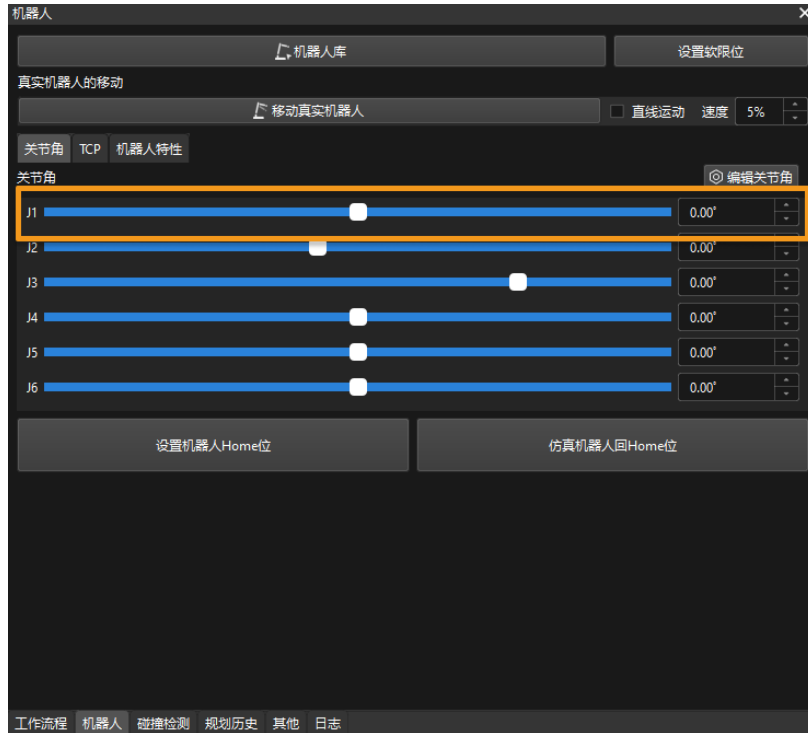 机器人
机器人库 设置软限位
真实机器人的移动
移动真实机器人 直线运动 速度 5%
关节角 TCP 机器人特性
关节角 编辑关节角
J1 0.00°
J2 0.00°
J3 0.00°
J4 0.00°
J5 0.00°
J6 0.00°
设置机器人Home位 仿真机器人回Home位
工作流程 机器人 碰撞检测 规划历史 其他 日志